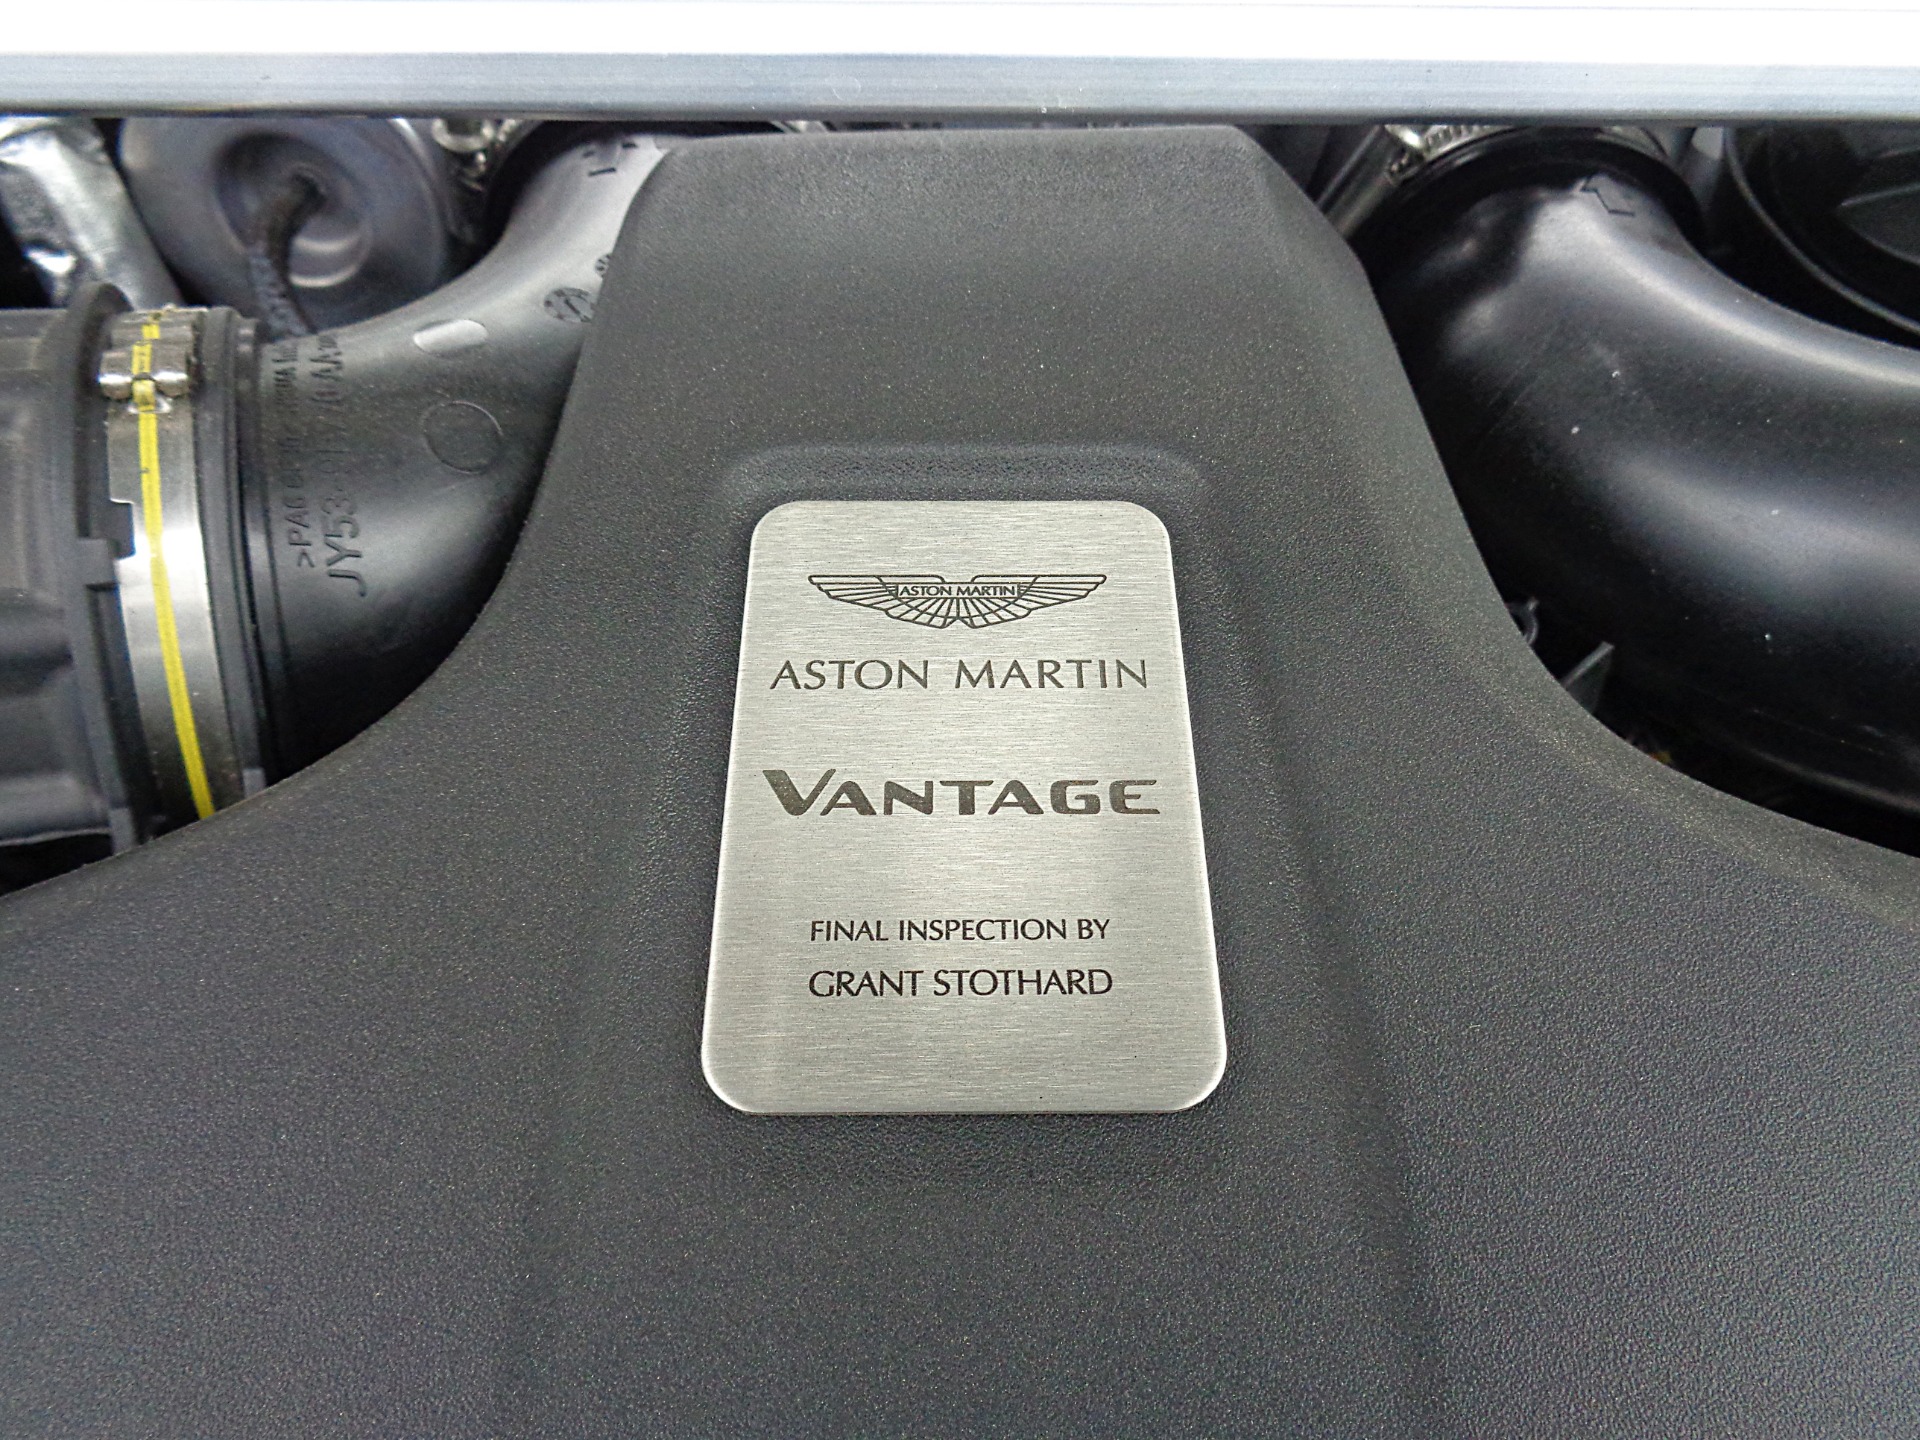 ASTON MARTIN
ASTON MARTIN
VANTAGE
FINAL INSPECTION BY
GRANT STOTHARD